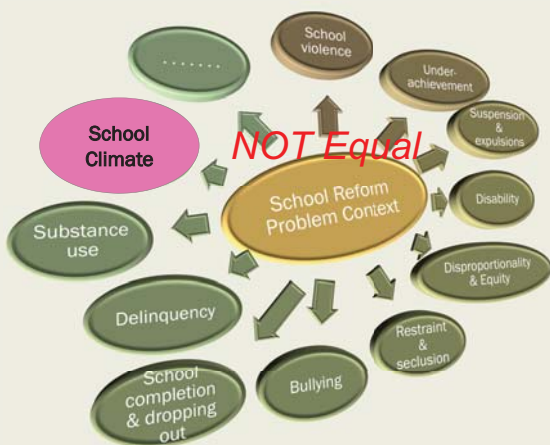 .......
School
violence
Under-
achievement
Suspension
&
expulsions
School
Climate
NOT Equal
School Reform
Problem Context
Disability
Substance
use
Disproportionality
& Equity
Delinquency
Restraint
&
seclusion
School
completion
& dropping
out
Bullying